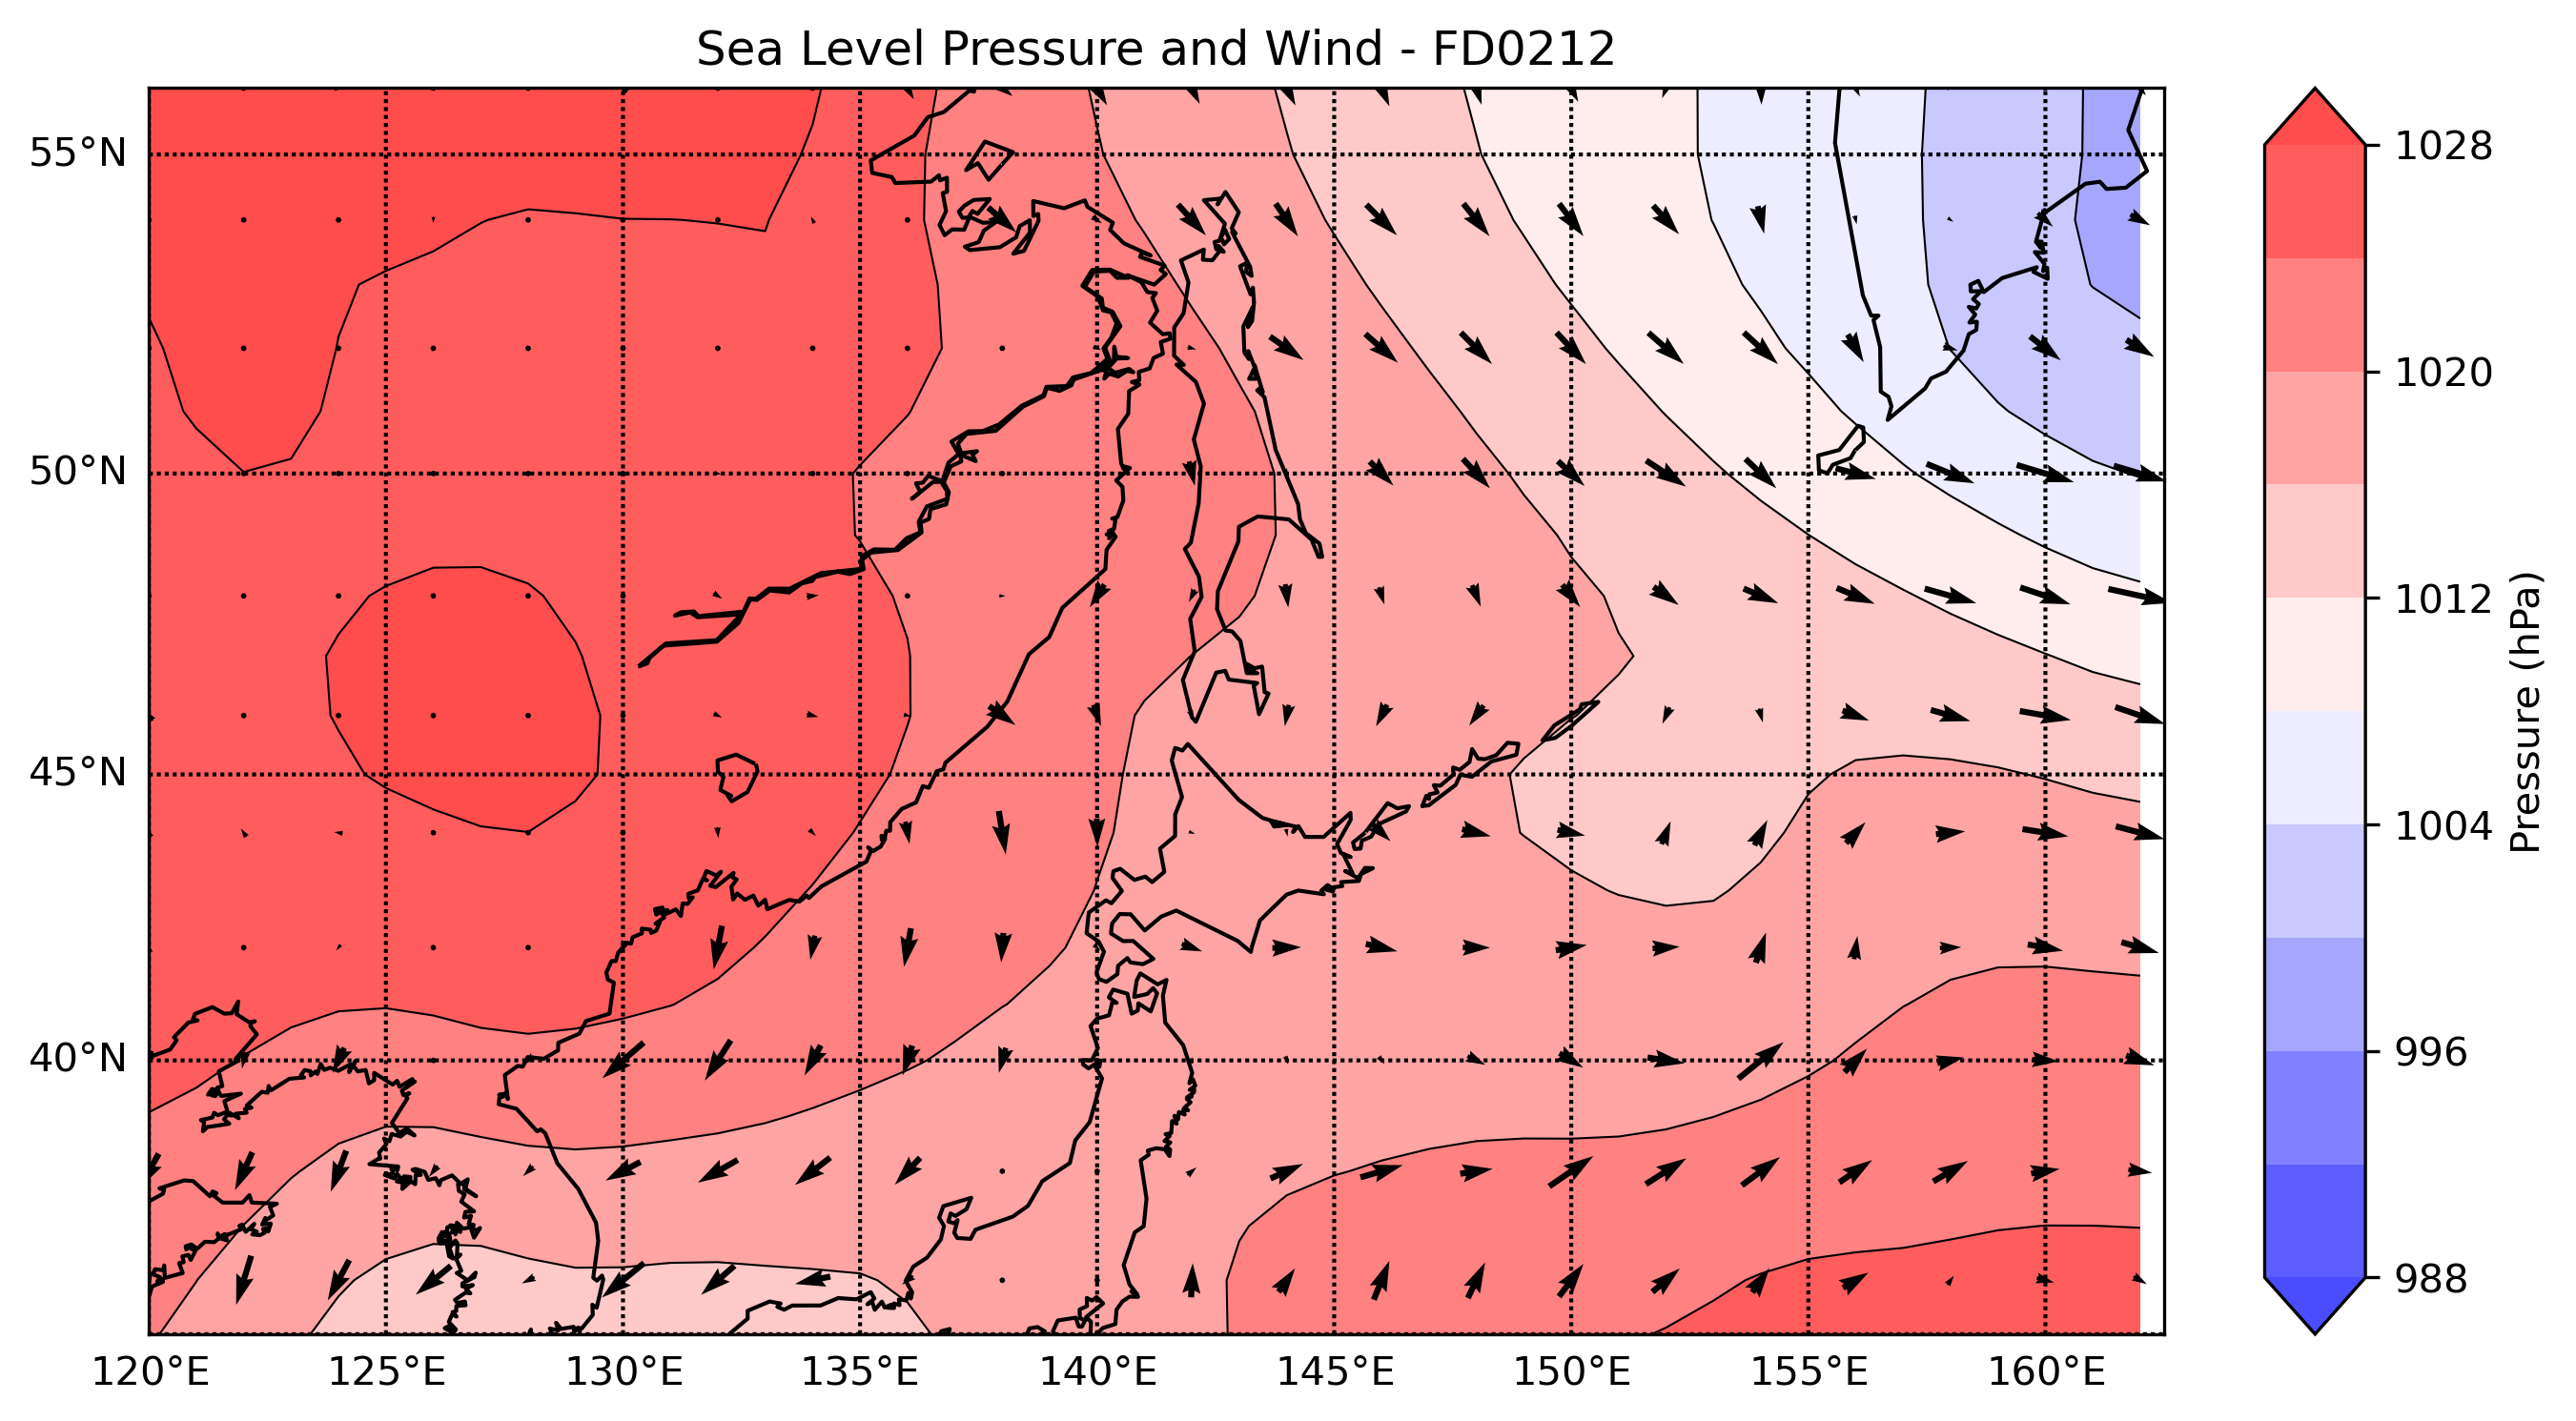 Sea Level Pressure and Wind - FD0212
55°N
50°N
45°N
40°N
120°E 125°E 130°E 135°E 140°E 145°E 150°E 155°E 160°E
1028
1020
1012
1004
996
988
Pressure (hPa)